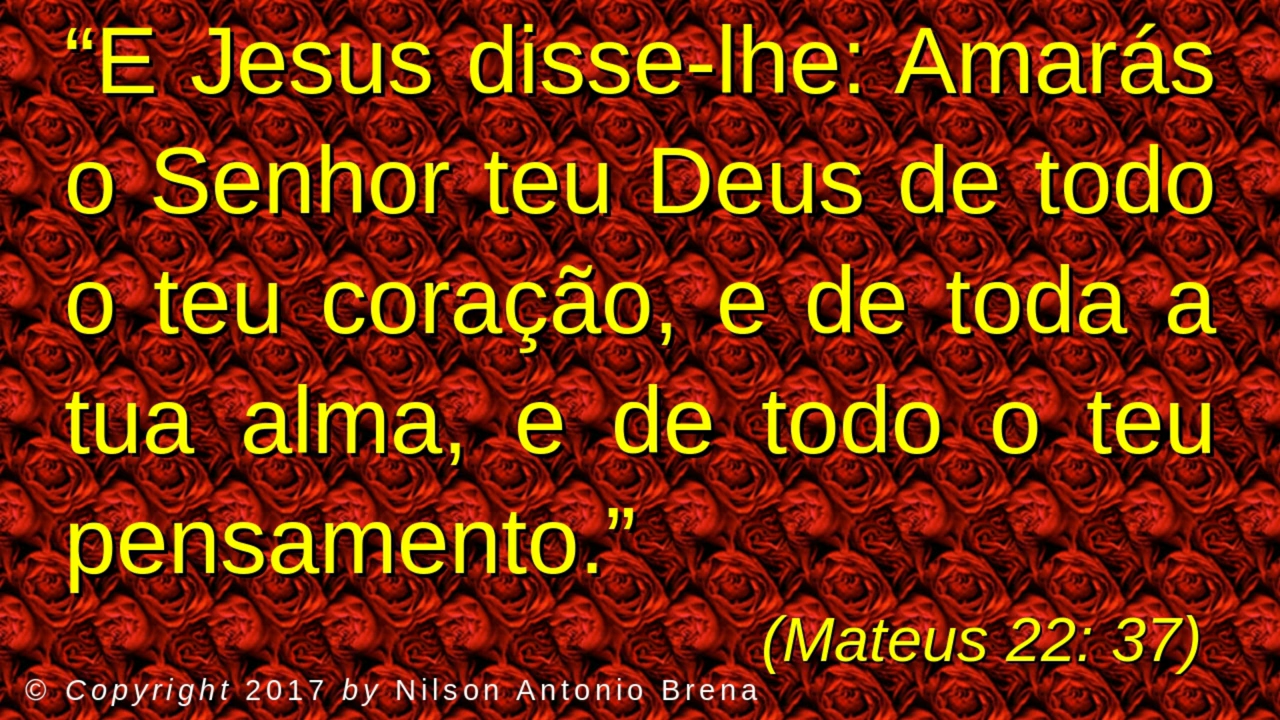 “E Jesus disse-lhe: Amarás
o Senhor teu Deus de todo
o teu coração, e de toda a
tua alma, e de todo o teu
pensamento.”
(Mateus 22: 37)
© Copyright 2017 by Nilson Antonio Brena